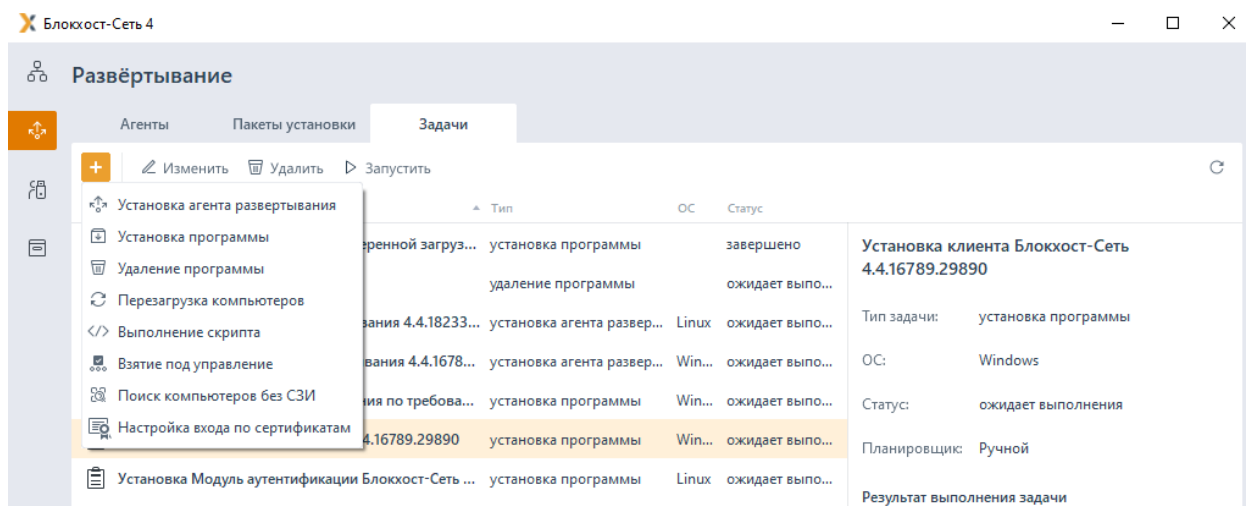 Блокхост-Сеть 4
Развёртывание
Агенты Пакеты установки Задачи
+ Изменить Удалить Запустить
Тип ОС Статус
Установка агента развертывания
Установка программы
Удаление программы
Перезагрузка компьютеров
</> Выполнение скрипта
Взятие под управление
Поиск компьютеров без СЗИ
Настройка входа по сертификатам
еренной загруз... установка программы завершено
удаление программы ожидает выпо...
вания 4.4.18233... установка агента развер... Linux ожидает выпо...
вания 4.4.1678... установка агента развер... Win... ожидает выпо...
ия по требова... установка программы Win... ожидает выпо...
4.16789.29890 установка программы Win... ожидает выпо...
Установка Модуль аутентификации Блокхост-Сеть ... установка программы Linux ожидает выпо...
Установка клиента Блокхост-Сеть
4.4.16789.29890
Тип задачи: установка программы
ОС: Windows
Статус: ожидает выполнения
Планировщик: Ручной
Результат выполнения задачи